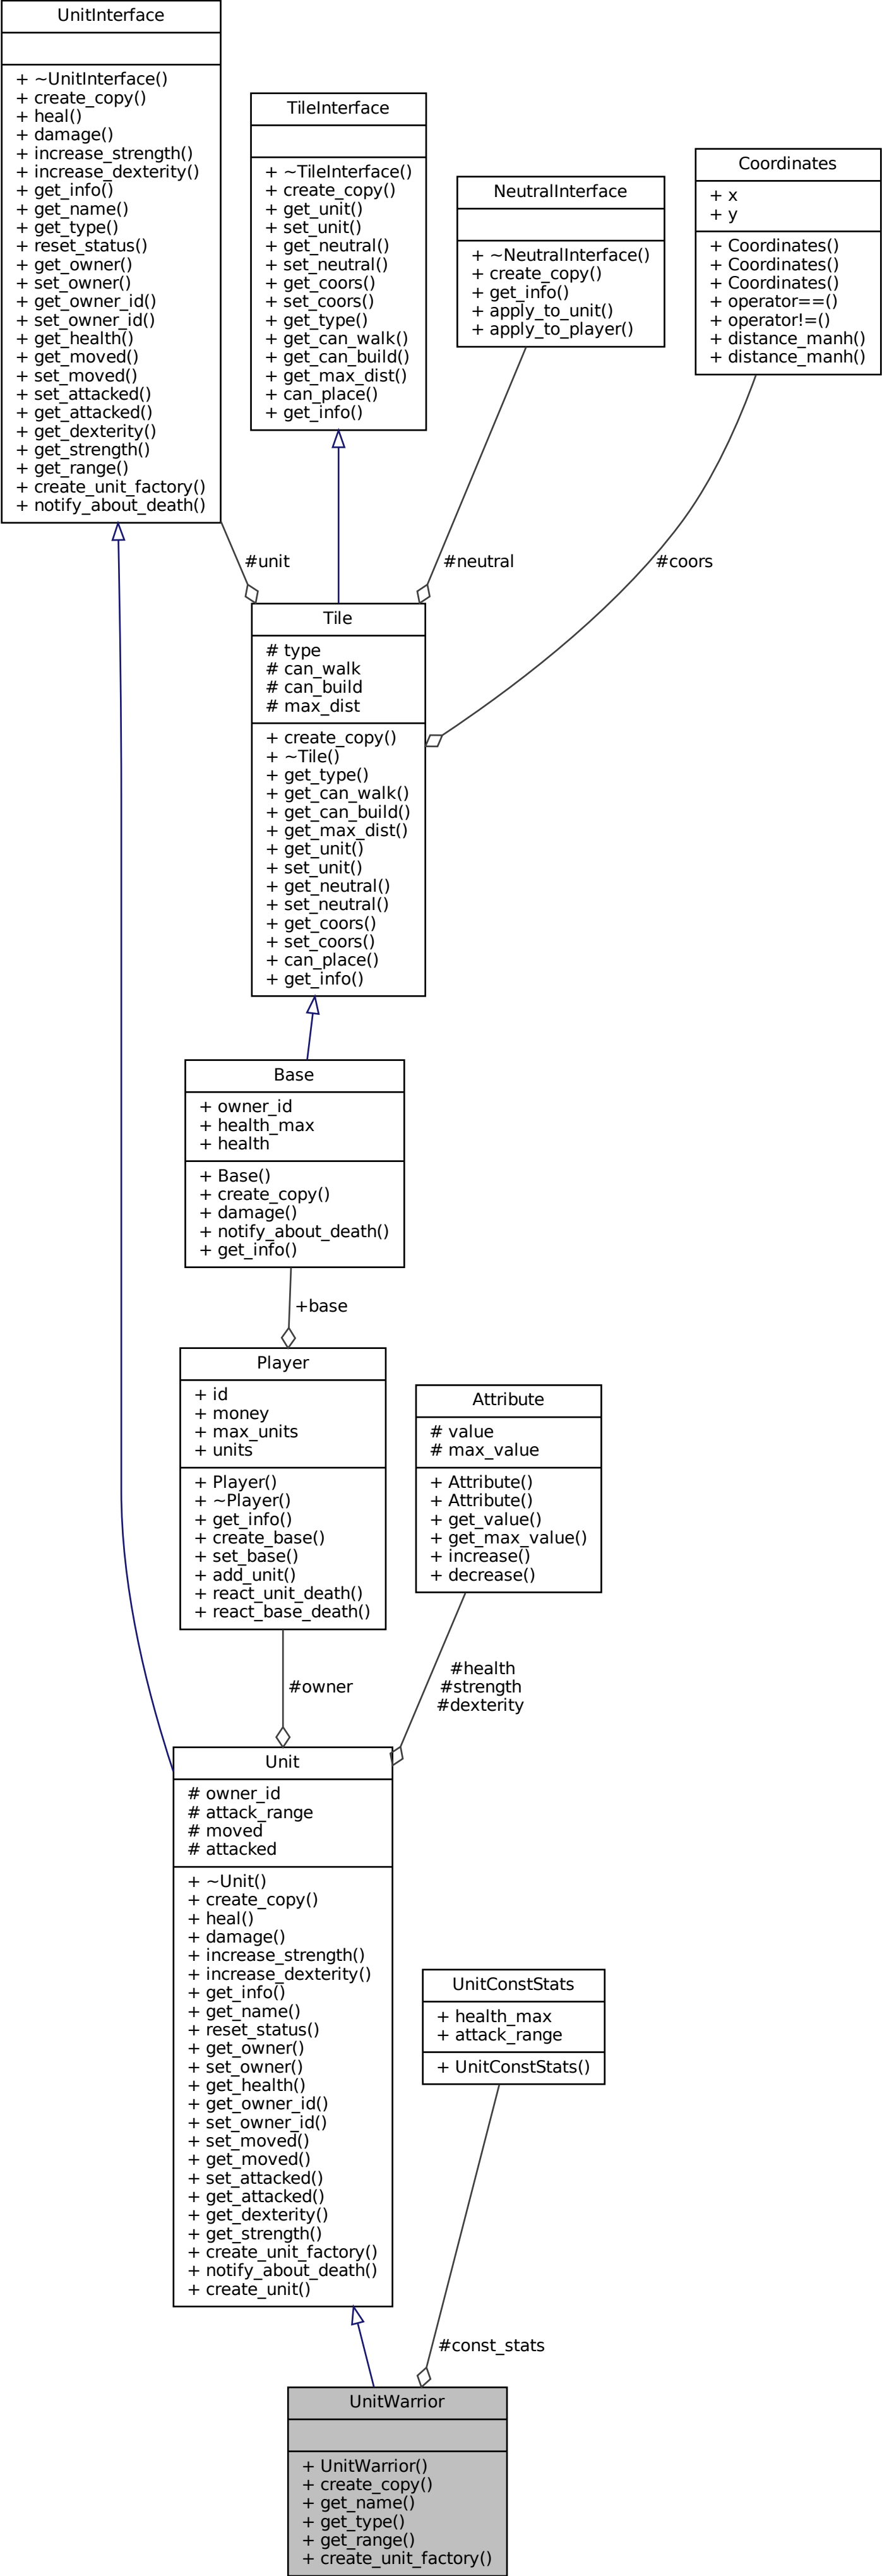 UnitInterface
+ ~UnitInterface()
+ create_copy()
+ heal()
+ damage()
+ increase_strength()
+ increase_dexterity()
+ get_info()
+ get_name()
+ get_type()
+ reset_status()
+ get_owner()
+ set_owner()
+ get_owner_id()
+ set_owner_id()
+ get_health()
+ get_moved()
+ set_moved()
+ set_attacked()
+ get_attacked()
+ get_dexterity()
+ get_strength()
+ get_range()
+ create_unit_factory()
+ notify_about_death()
TileInterface
+ ~TileInterface()
+ create_copy()
+ get_unit()
+ set_unit()
+ get_neutral()
+ set_neutral()
+ get_coors()
+ set_coors()
+ get_type()
+ get_can_walk()
+ get_can_build()
+ get_max_dist()
+ can_place()
+ get_info()
NeutralInterface
+ ~NeutralInterface()
+ create_copy()
+ get_info()
+ apply_to_unit()
+ apply_to_player()
Coordinates
+ x
+ y
+ Coordinates()
+ Coordinates()
+ Coordinates()
+ operator==()
+ operator!=()
+ distance_manh()
+ distance_manh()
#unit
#neutral
#coors
Tile
# type
# can_walk
# can_build
# max_dist
+ create_copy()
+ ~Tile()
+ get_type()
+ get_can_walk()
+ get_can_build()
+ get_max_dist()
+ get_unit()
+ set_unit()
+ get_neutral()
+ set_neutral()
+ get_coors()
+ set_coors()
+ can_place()
+ get_info()
Base
+ owner_id
+ health_max
+ health
+ Base()
+ create_copy()
+ damage()
+ notify_about_death()
+ get_info()
+base
Player
+ id
+ money
+ max_units
+ units
+ Player()
+ ~Player()
+ get_info()
+ create_base()
+ set_base()
+ add_unit()
+ react_unit_death()
+ react_base_death()
Attribute
# value
# max_value
+ Attribute()
+ Attribute()
+ get_value()
+ get_max_value()
+ increase()
+ decrease()
#owner
#health
#strength
#dexterity
Unit
# owner_id
# attack_range
# moved
# attacked
+ ~Unit()
+ create_copy()
+ heal()
+ damage()
+ increase_strength()
+ increase_dexterity()
+ get_info()
+ get_name()
+ reset_status()
+ get_owner()
+ set_owner()
+ get_health()
+ get_owner_id()
+ set_owner_id()
+ set_moved()
+ get_moved()
+ set_attacked()
+ get_attacked()
+ get_dexterity()
+ get_strength()
+ create_unit_factory()
+ notify_about_death()
+ create_unit()
UnitConstStats
+ health_max
+ attack_range
+ UnitConstStats()
#const_stats
UnitWarrior
+ UnitWarrior()
+ create_copy()
+ get_name()
+ get_type()
+ get_range()
+ create_unit_factory()